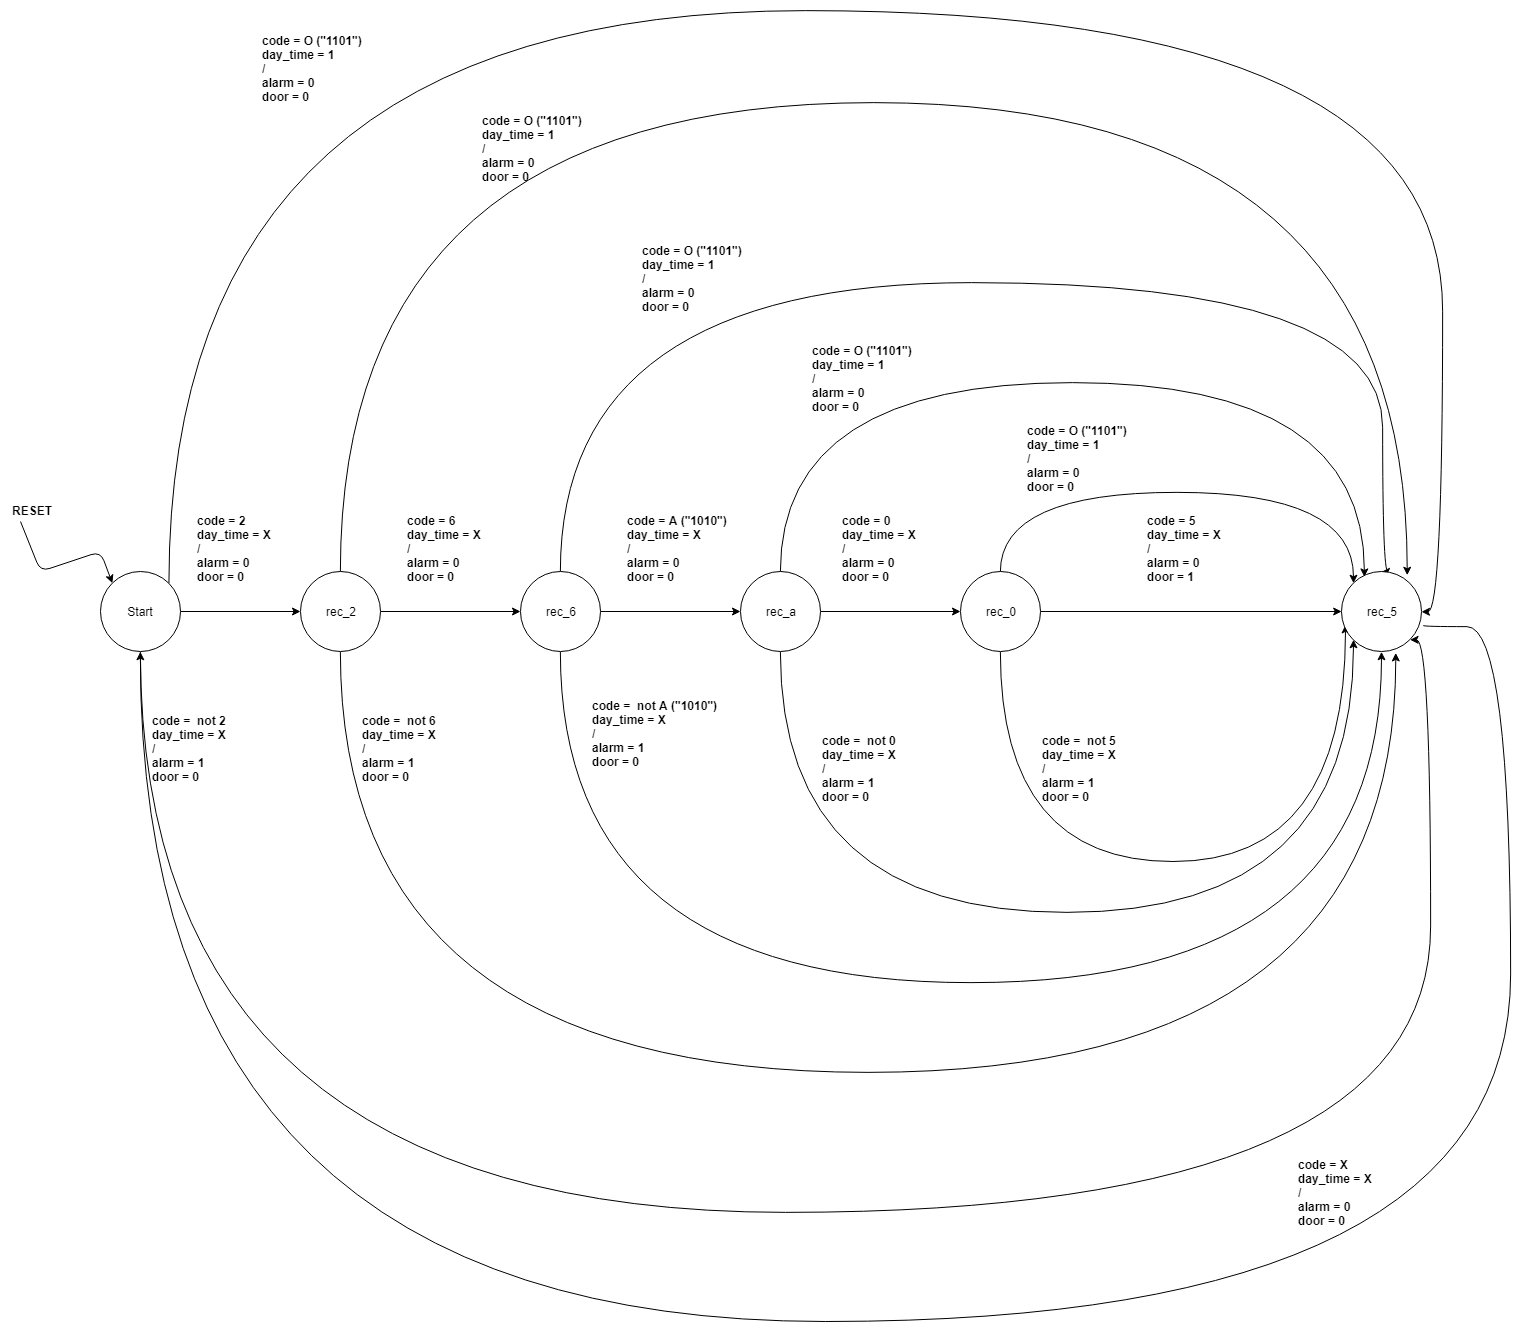 code = O ("1101")
day_time = 1
/
alarm = 0
door = 0
code = O ("1101")
day_time = 1
/
alarm = 0
door = 0
code = O ("1101")
day_time = 1
/
alarm = 0
door = 0
code = O ("1101")
day_time = 1
/
alarm = 0
door = 0
code = O ("1101")
day_time = 1
/
alarm = 0
door = 0
RESET
code = 2
day_time = X
/
alarm = 0
door = 0
code = 6
day_time = X
/
alarm = 0
door = 0
code = A ("1010")
day_time = X
/
alarm = 0
door = 0
code = 0
day_time = X
/
alarm = 0
door = 0
code = 5
day_time = X
/
alarm = 0
door = 1
Start
rec_2
rec_6
rec_a
rec_0
rec_5
code =  not 2
day_time = X
/
alarm = 1
door = 0
code =  not 6
day_time = X
/
alarm = 1
door = 0
code =  not A ("1010")
day_time = X
/
alarm = 1
door = 0
code =  not 0
day_time = X
/
alarm = 1
door = 0
code =  not 5
day_time = X
/
alarm = 1
door = 0
code = X
day_time = X
/
alarm = 0
door = 0